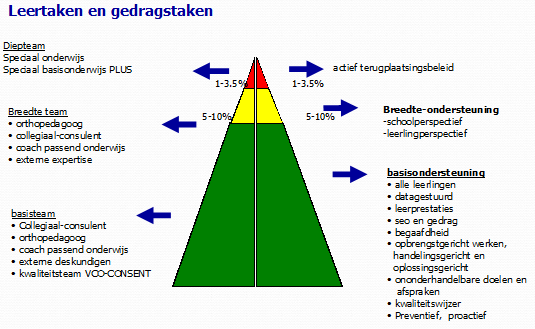 Leertaken en gedragstaken
Diepteam
Speciaal onderwijs
Speciaal basisonderwijs PLUS
1-3.5%
1-3.5%
actief terugplaatsingsbeleid
Breedte team
• orthopedagoog
• collegiaal-consulent
• coach passend onderwijs
• externe expertise
5-10%
5-10%
Breedte-ondersteuning
-schoolperspectief
-leerlingperspectief
basisteam
• Collegiaal-consulent
• orthopedagoog
• coach passend onderwijs
• externe deskundigen
• kwaliteitsteam VCO-CONSENT
basisondersteuning
• alle leerlingen
• datagestuurd
• leerprestaties
• seo en gedrag
• begaafdheid
• opbrengstgericht werken,
handelingsgericht en
oplossingsgericht
• ononderhandelbare doelen en
afspraken
• kwaliteitswijzer
• Preventief, proactief